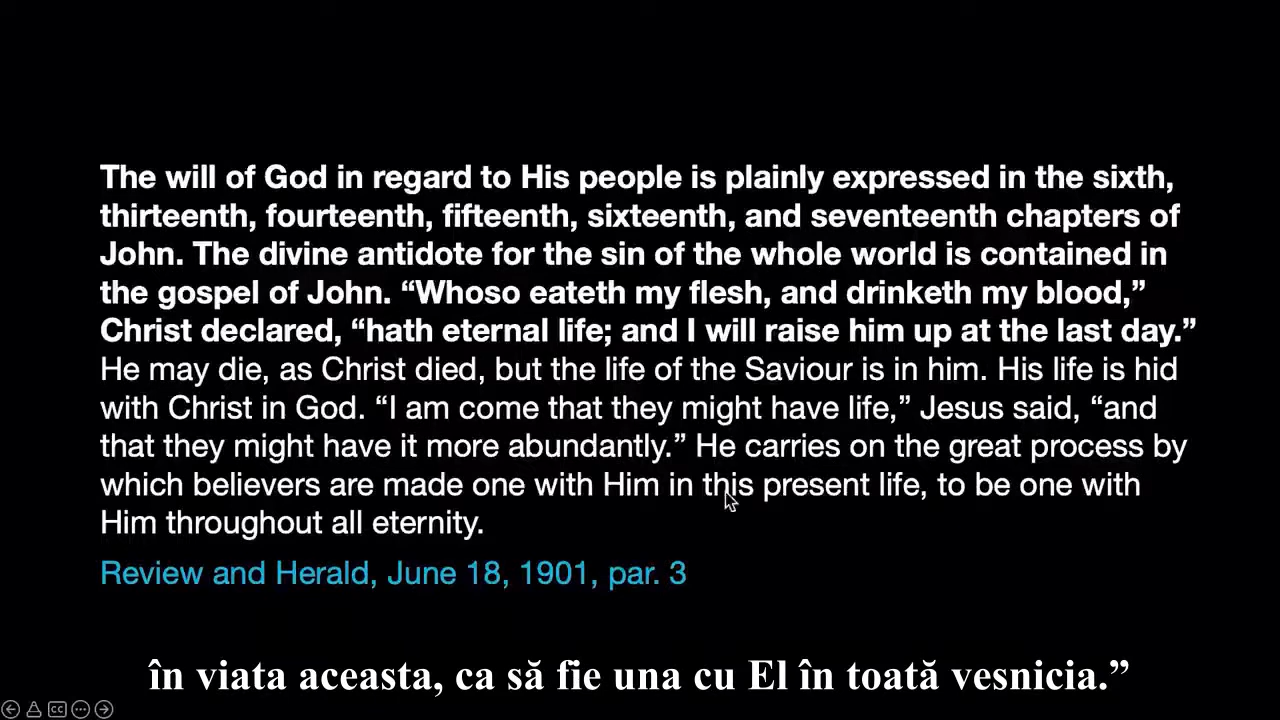 The will of God in regard to His people is plainly expressed in the sixth,
thirteenth, fourteenth, fifteenth, sixteenth, and seventeenth chapters of
John. The divine antidote for the sin of the whole world is contained in
the gospel of John. “Whoso eateth my flesh, and drinketh my blood,”
Christ declared, “hath eternal life; and I will raise him up at the last day.”
He may die, as Christ died, but the life of the Saviour is in him. His life is hid
with Christ in God. “I am come that they might have life,” Jesus said, “and
that they might have it more abundantly.” He carries on the great process by
which believers are made one with Him in this present life, to be one with
Him throughout all eternity.
Review and Herald, June 18, 1901, par. 3
în viata aceasta, ca să fie una cu El în toată vesnicia.”
CC